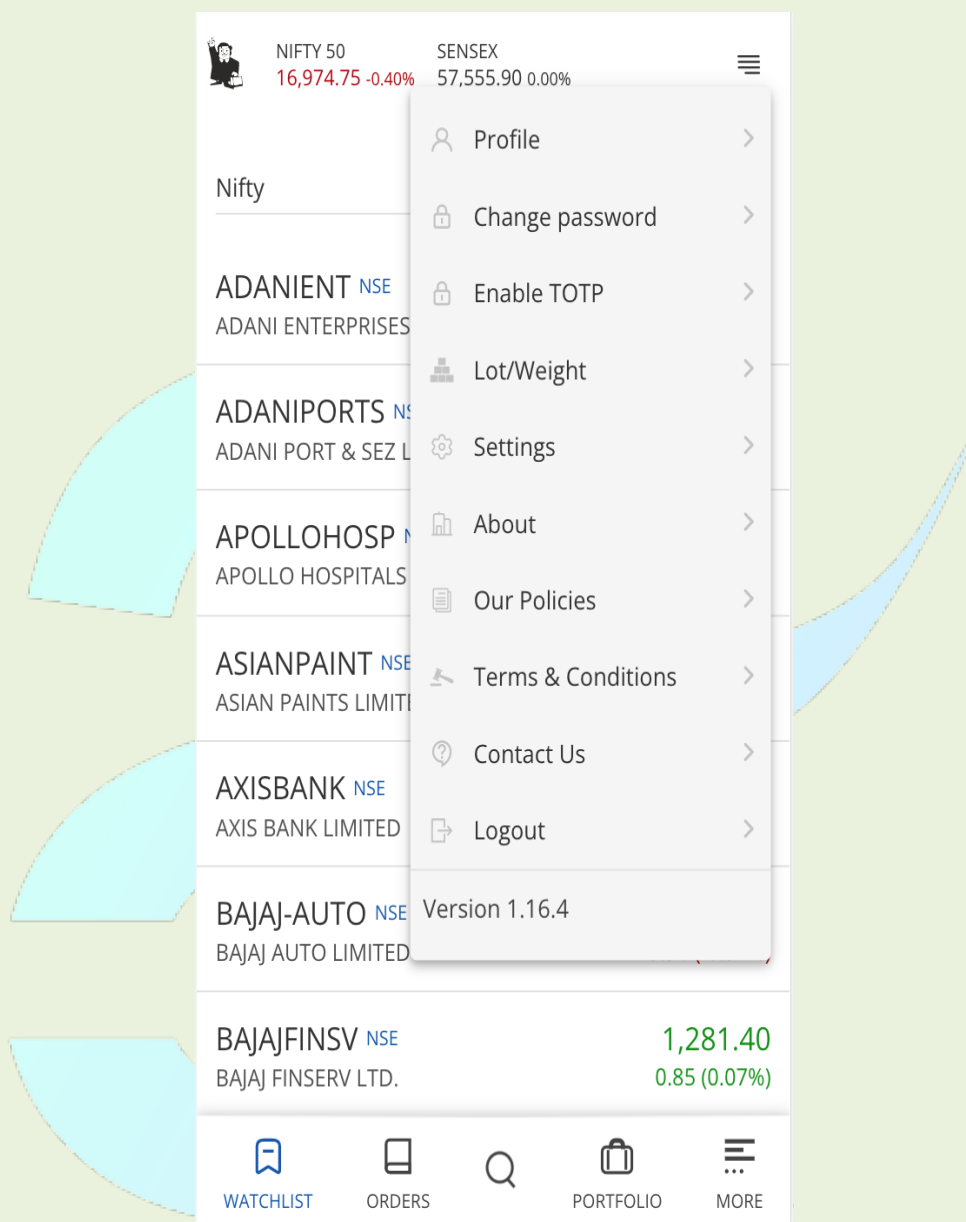 NIFTY 50
SENSEX
16,974.75 -0.40%
57,555.90 0.00%
Profile
Nifty
Change password
ADANIENT NSE
Enable TOTP
ADANI ENTERPRISES
Lot/Weight
ADANIPORTS
ADANI PORT & SEZ
Settings
APOLLOHOSP
About
APOLLO HOSPITALS
Our Policies
ASIANPAINT NSE
Terms & Conditions
ASIAN PAINTS
Contact Us
AXISBANK NSE
AXIS BANK LIMITED
Logout
BAJAJ-AUTO NSE
Version 1.16.4
BAJAJ AUTO LIMITED
BAJAJFINSV NSE
1,281.40
BAJAJ FINSERV LTD.
0.85 (0.07%)
WATCHLIST
ORDERS
PORTFOLIO
MORE